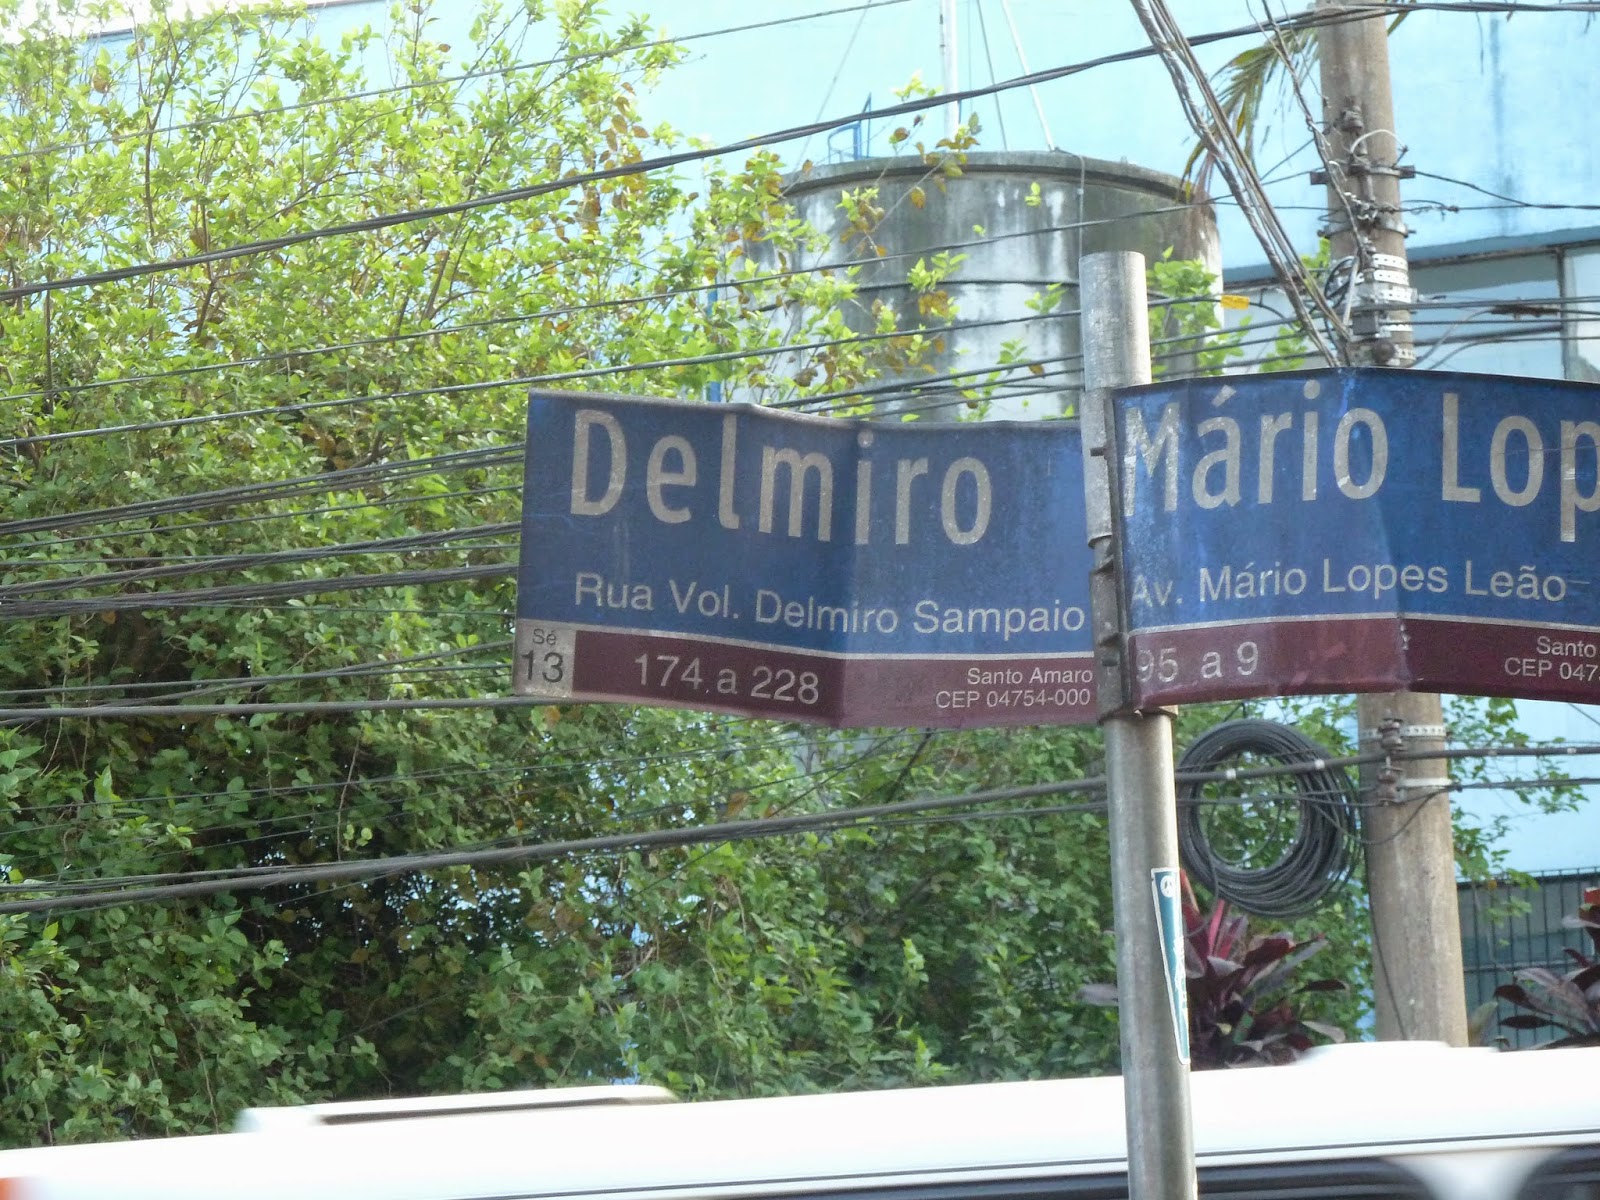 Delmiro
Rua Vol. Delmiro Sampaio
Sé
13
174 a 228
Santo Amaro
CEP 04754-000
Mário Lop
Av. Mário Lopes Leão
95 a 9
Santo
CEP 047